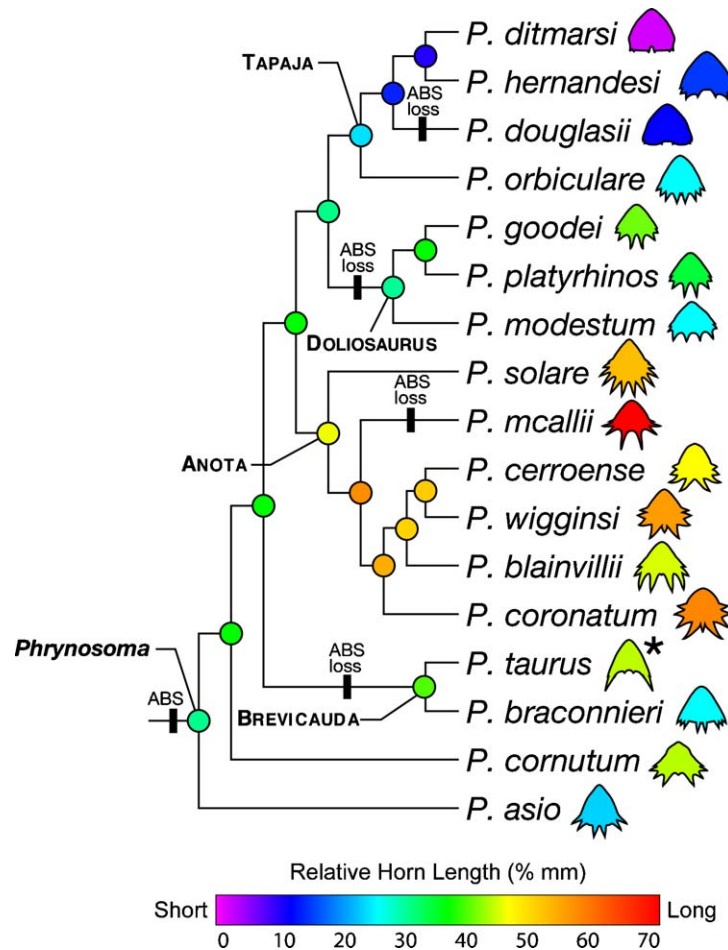 P. ditmarsi
TAPAJA
P. hernandesi
ABS
loss
P. douglasii
P. orbiculare
P. goodei
ABS
loss
P. platyrhinos
DOLIOSAURUS
P. modestum
P. solare
ABS
loss
P. mcallii
ANOTA
P. cerroense
P. wigginsi
P. blainvillii
P. coronatum
Phrynosoma
ABS
loss
P. taurus *
ABS
BREVICAUDA
P. braconnieri
P. cornutum
P. asio
Relative Horn Length (% mm)
Short
Long
0 10 20 30 40 50 60 70